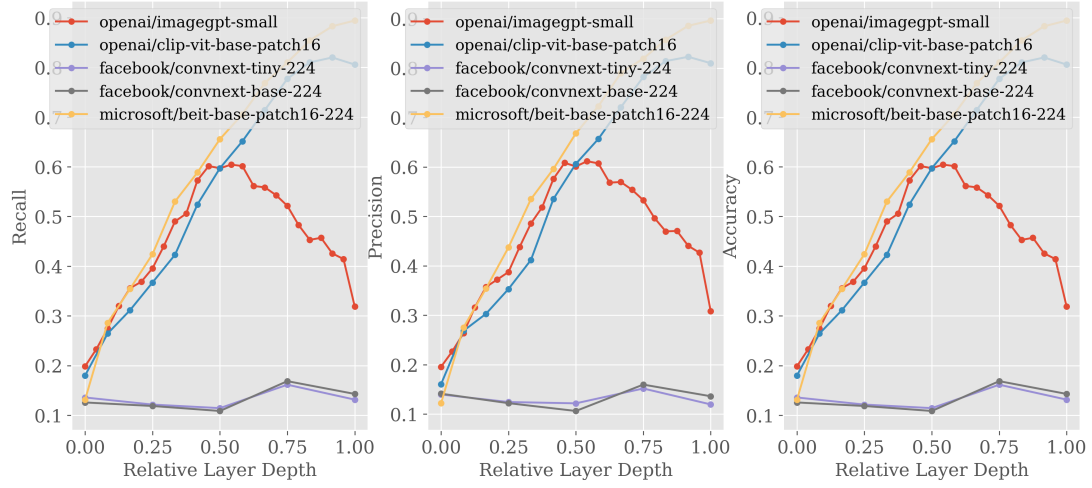 0.9
0.8
0.7
0.6
0.5
0.4
0.3
0.2
0.1
Recall
openai/imagegpt-small
openai/clip-vit-base-patch16
facebook/convnext-tiny-224
facebook/convnext-base-224
microsoft/beit-base-patch16-224
0.00 0.25 0.50 0.75 1.00
Relative Layer Depth
0.9
0.8
0.7
0.6
0.5
0.4
0.3
0.2
0.1
Precision
openai/imagegpt-small
openai/clip-vit-base-patch16
facebook/convnext-tiny-224
facebook/convnext-base-224
microsoft/beit-base-patch16-224
0.00 0.25 0.50 0.75 1.00
Relative Layer Depth
0.9
0.8
0.7
0.6
0.5
0.4
0.3
0.2
0.1
Accuracy
openai/imagegpt-small
openai/clip-vit-base-patch16
facebook/convnext-tiny-224
facebook/convnext-base-224
microsoft/beit-base-patch16-224
0.00 0.25 0.50 0.75 1.00
Relative Layer Depth